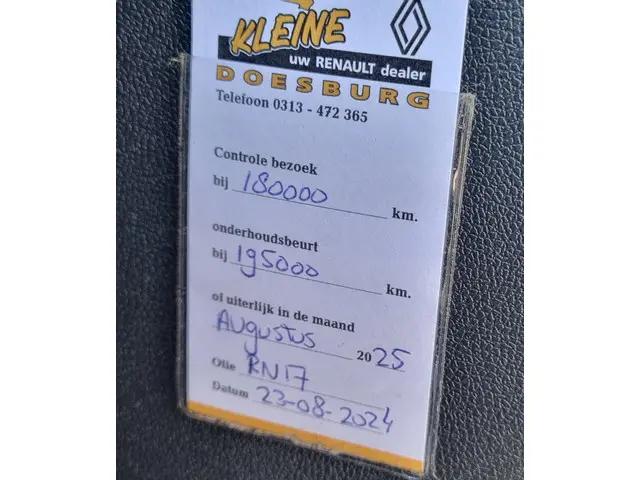 KLEINE
uw RENAULT dealer
DOESBURG
Telefoon 0313 - 472 365
Controle bezoek
bij 180000 km.
onderhoudsbeurt
bij 195000 km.
of uiterlijk in de maand
Augustus 2025
Olie RN17
Datum 23-08-2024